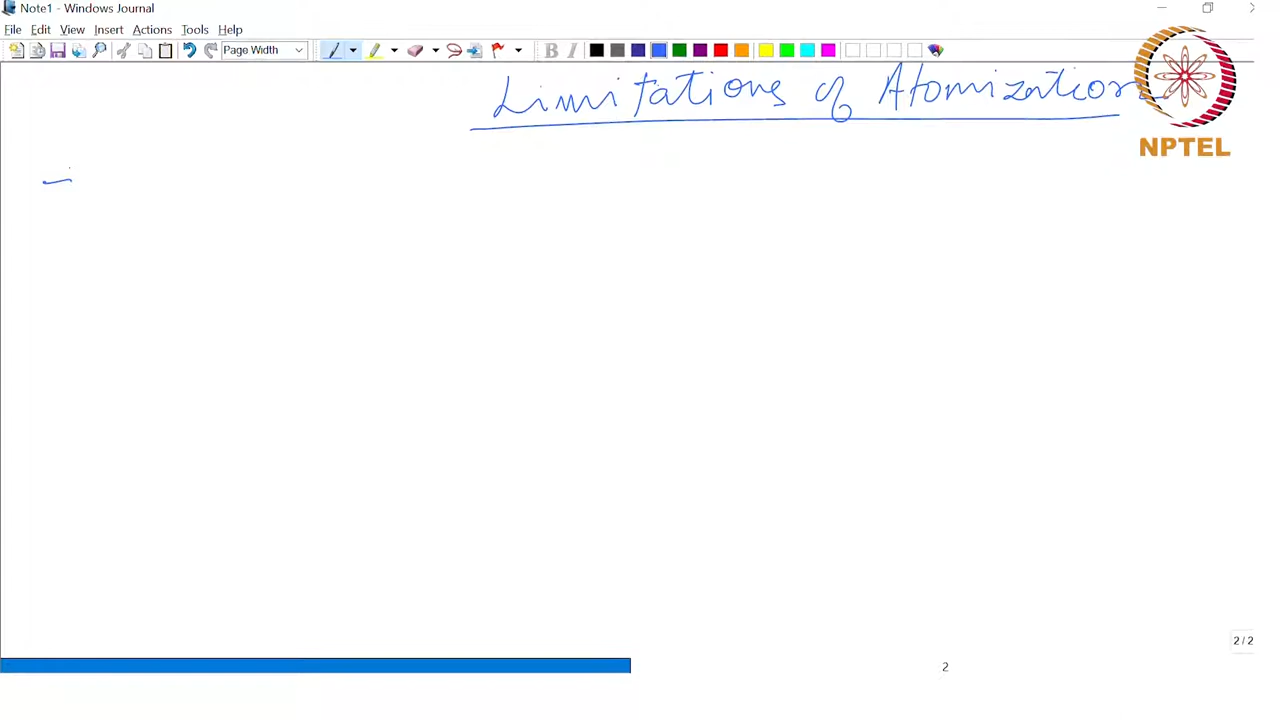 Note1 - Windows Journal
File Edit View Insert Actions Tools Help
Page Width B I
Limitations of Atomization
NPTEL
2 / 2
2